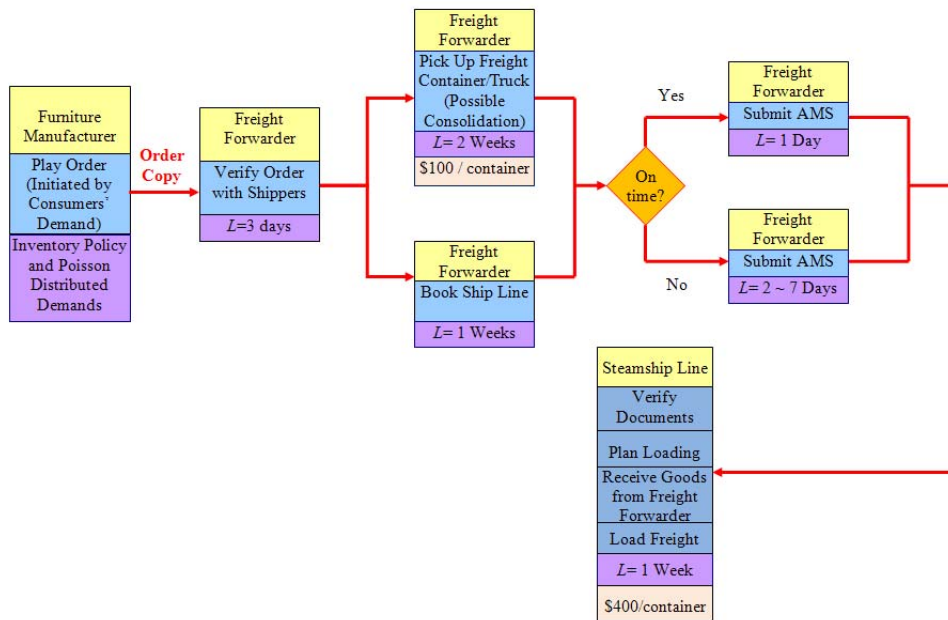 Furniture
Manufacturer
Play Order
(Initiated by
Consumers'
Demand)
Inventory Policy
and Poisson
Distributed
Demands
Order
Copy
Freight
Forwarder
Verify Order
with Shippers
L=3 days
Freight
Forwarder
Pick Up Freight
Container/Truck
(Possible
Consolidation)
L= 2 Weeks
$100 / container
Freight
Forwarder
Book Ship Line
L= 1 Weeks
On
time?
Yes
No
Freight
Forwarder
Submit AMS
L= 1 Day
Freight
Forwarder
Submit AMS
L= 2 ~ 7 Days
Steamship Line
Verify
Documents
Plan Loading
Receive Goods
from Freight
Forwarder
Load Freight
L= 1 Week
$400/container